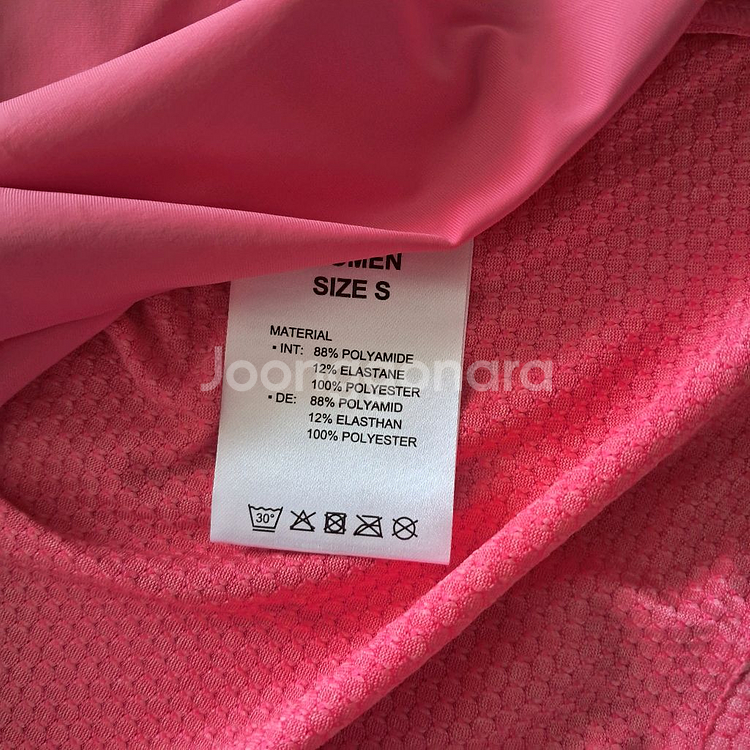 SIZE S
MATERIAL
▪ INT: 88% POLYAMIDE
12% ELASTANE
100% POLYESTER
▪ DE: 88% POLYAMID
12% ELASTHAN
100% POLYESTER
30°